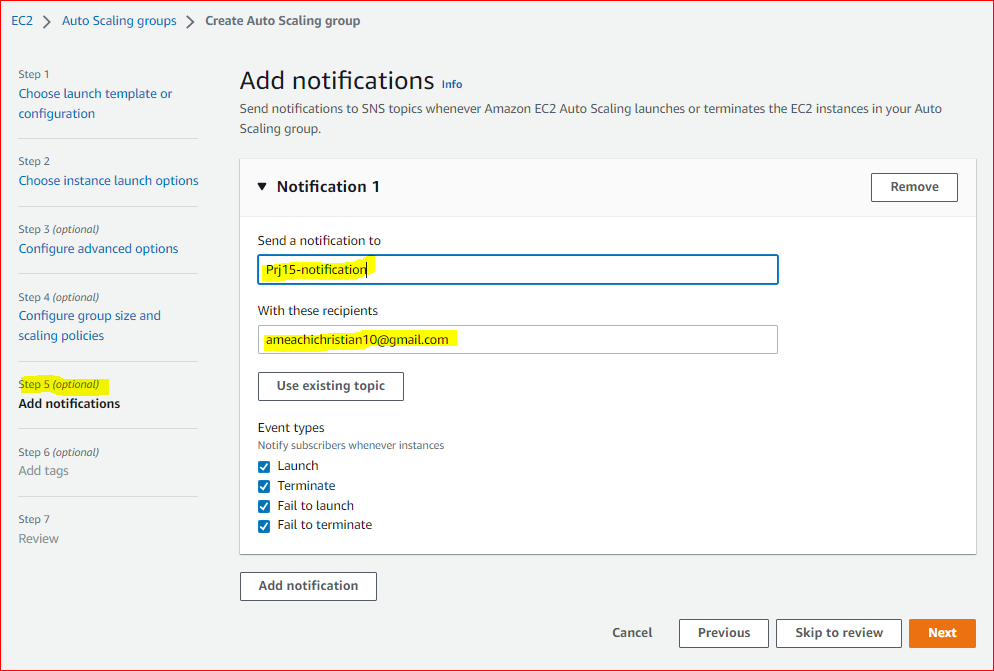 EC2 > Auto Scaling groups > Create Auto Scaling group
Step 1
Choose launch template or
configuration
Step 2
Choose instance launch options
Step 3 (optional)
Configure advanced options
Step 4 (optional)
Configure group size and
scaling policies
Step 5 (optional)
Add notifications
Step 6 (optional)
Add tags
Step 7
Review
Add notifications Info
Send notifications to SNS topics whenever Amazon EC2 Auto Scaling launches or terminates the EC2 instances in your Auto
Scaling group.
Notification 1
Remove
Send a notification to
Prj15-notification
With these recipients
ameachichristian10@gmail.com
Use existing topic
Event types
Notify subscribers whenever instances
Launch
Terminate
Fail to launch
Fail to terminate
Add notification
Cancel Previous Skip to review Next